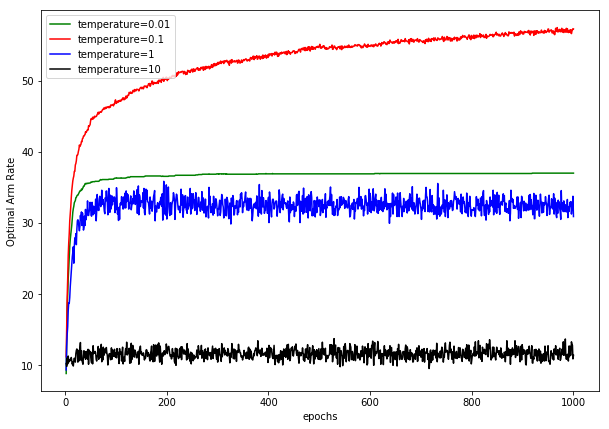 temperature=0.01
temperature=0.1
temperature=1
temperature=10
50
40
30
20
10
Optimal Arm Rate
0
200
400
600
800
1000
epochs